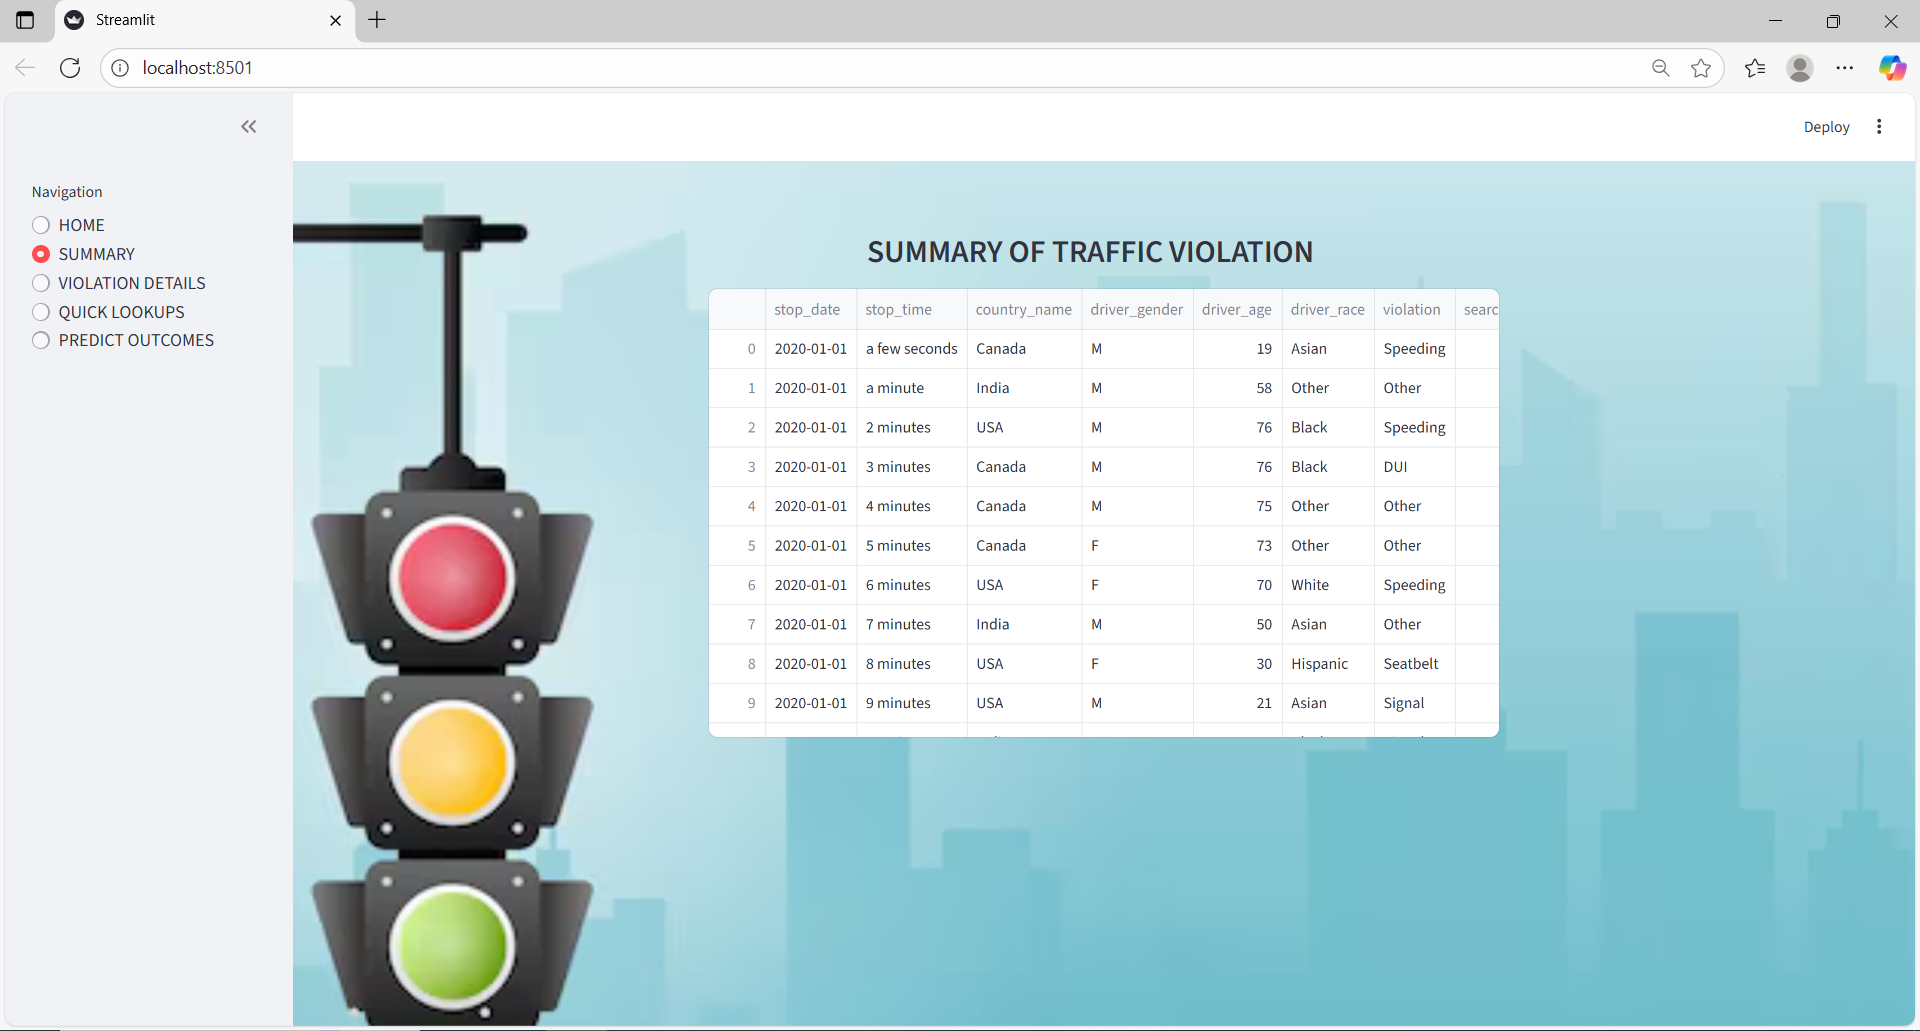 Streamlit
localhost:8501
Deploy
Navigation
HOME
SUMMARY
VIOLATION DETAILS
QUICK LOOKUPS
PREDICT OUTCOMES
SUMMARY OF TRAFFIC VIOLATION
stop_date stop_time country_name driver_gender driver_age driver_race violation searc
0 2020-01-01 a few seconds Canada M 19 Asian Speeding
1 2020-01-01 a minute India M 58 Other Other
2 2020-01-01 2 minutes USA M 76 Black Speeding
3 2020-01-01 3 minutes Canada M 76 Black DUI
4 2020-01-01 4 minutes Canada M 75 Other Other
5 2020-01-01 5 minutes Canada F 73 Other Other
6 2020-01-01 6 minutes USA F 70 White Speeding
7 2020-01-01 7 minutes India M 50 Asian Other
8 2020-01-01 8 minutes USA F 30 Hispanic Seatbelt
9 2020-01-01 9 minutes USA M 21 Asian Signal